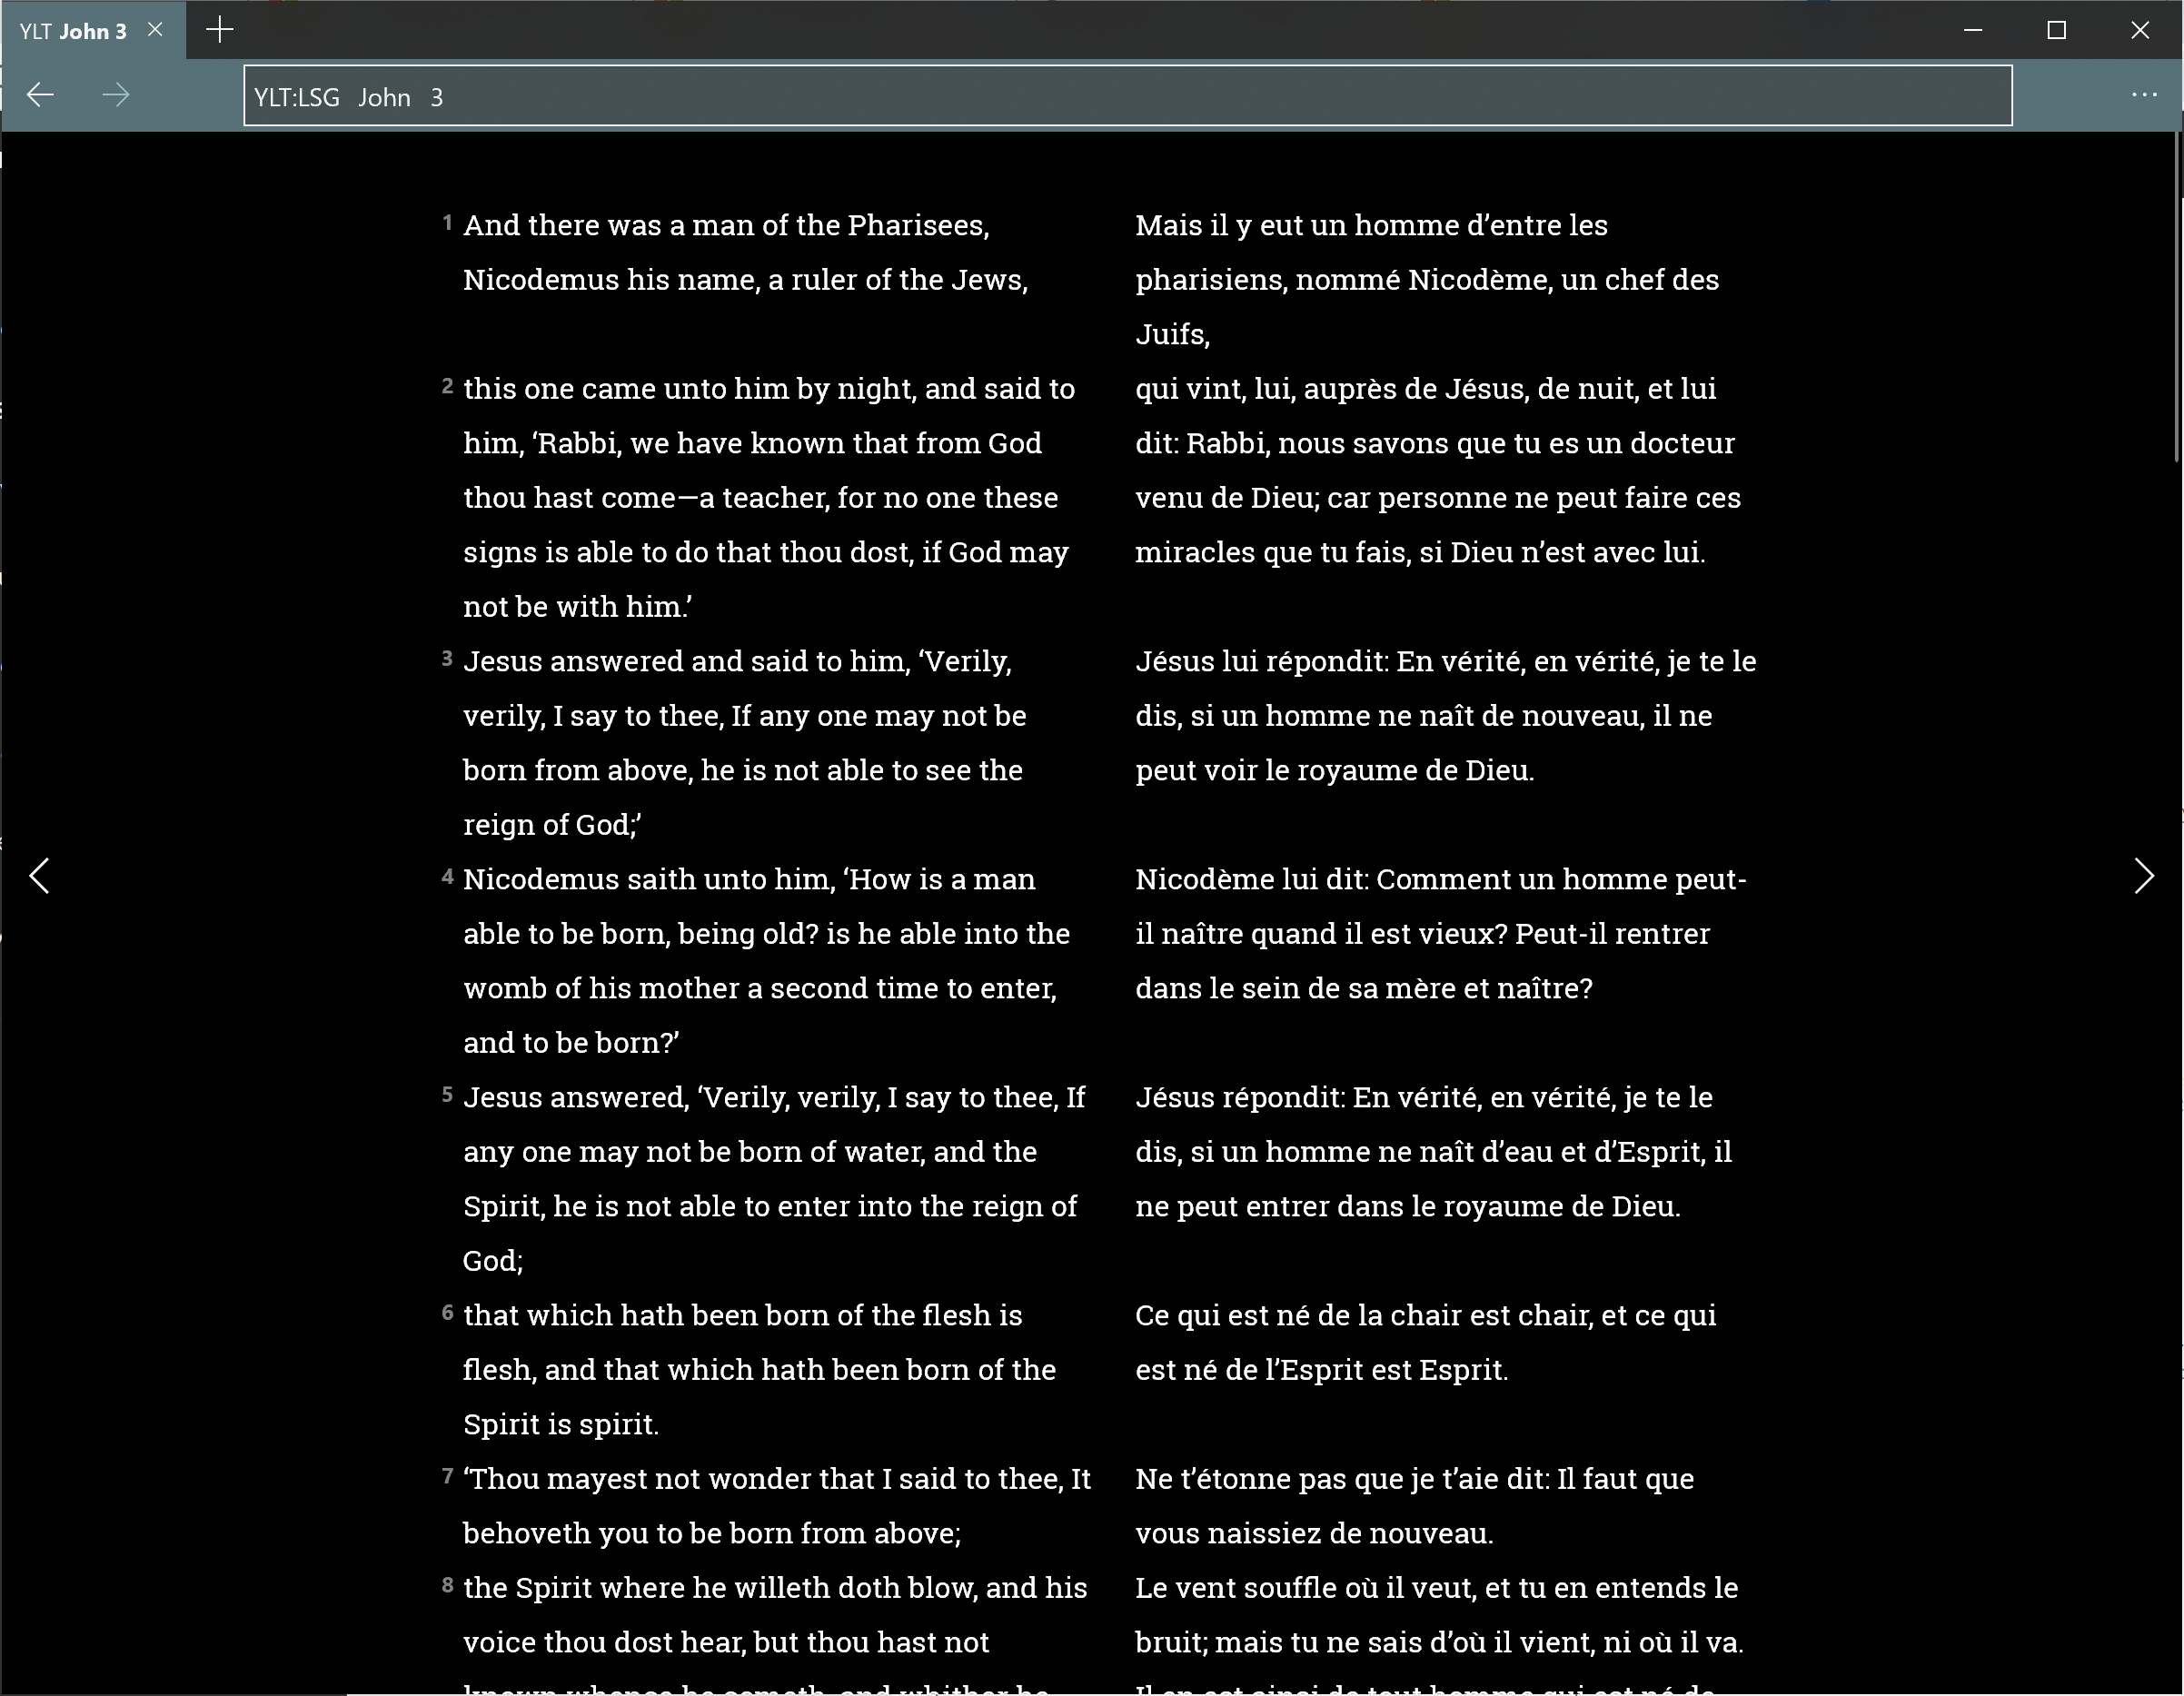 YLT John 3
YLT:LSG John 3
1 And there was a man of the Pharisees,
Nicodemus his name, a ruler of the Jews,
Mais il y eut un homme d’entre les
pharisiens, nommé Nicodème, un chef des
Juifs,
2 this one came unto him by night, and said to
him, ‘Rabbi, we have known that from God
thou hast come—a teacher, for no one these
signs is able to do that thou dost, if God may
not be with him.’
qui vint, lui, auprès de Jésus, de nuit, et lui
dit: Rabbi, nous savons que tu es un docteur
venu de Dieu; car personne ne peut faire ces
miracles que tu fais, si Dieu n’est avec lui.
3 Jesus answered and said to him, ‘Verily,
verily, I say to thee, If any one may not be
born from above, he is not able to see the
reign of God;’
Jésus lui répondit: En vérité, en vérité, je te le
dis, si un homme ne naît de nouveau, il ne
peut voir le royaume de Dieu.
4 Nicodemus saith unto him, ‘How is a man
able to be born, being old? is he able into the
womb of his mother a second time to enter,
and to be born?’
Nicodème lui dit: Comment un homme peut-
il naître quand il est vieux? Peut-il rentrer
dans le sein de sa mère et naître?
5 Jesus answered, ‘Verily, verily, I say to thee, If
any one may not be born of water, and the
Spirit, he is not able to enter into the reign of
God;
Jésus répondit: En vérité, en vérité, je te le
dis, si un homme ne naît d’eau et d’Esprit, il
ne peut entrer dans le royaume de Dieu.
6 that which hath been born of the flesh is
flesh, and that which hath been born of the
Spirit is spirit.
Ce qui est né de la chair est chair, et ce qui
est né de l’Esprit est Esprit.
7 ‘Thou mayest not wonder that I said to thee, It
behoveth you to be born from above;
Ne t’étonne pas que je t’aie dit: Il faut que
vous naissiez de nouveau.
8 the Spirit where he willeth doth blow, and his
voice thou dost hear, but thou hast not
known whence he cometh, and whither he
Le vent souffle où il veut, et tu en entends le
bruit; mais tu ne sais d’où il vient, ni où il va.
Il en est ainsi de tout homme qui est né de